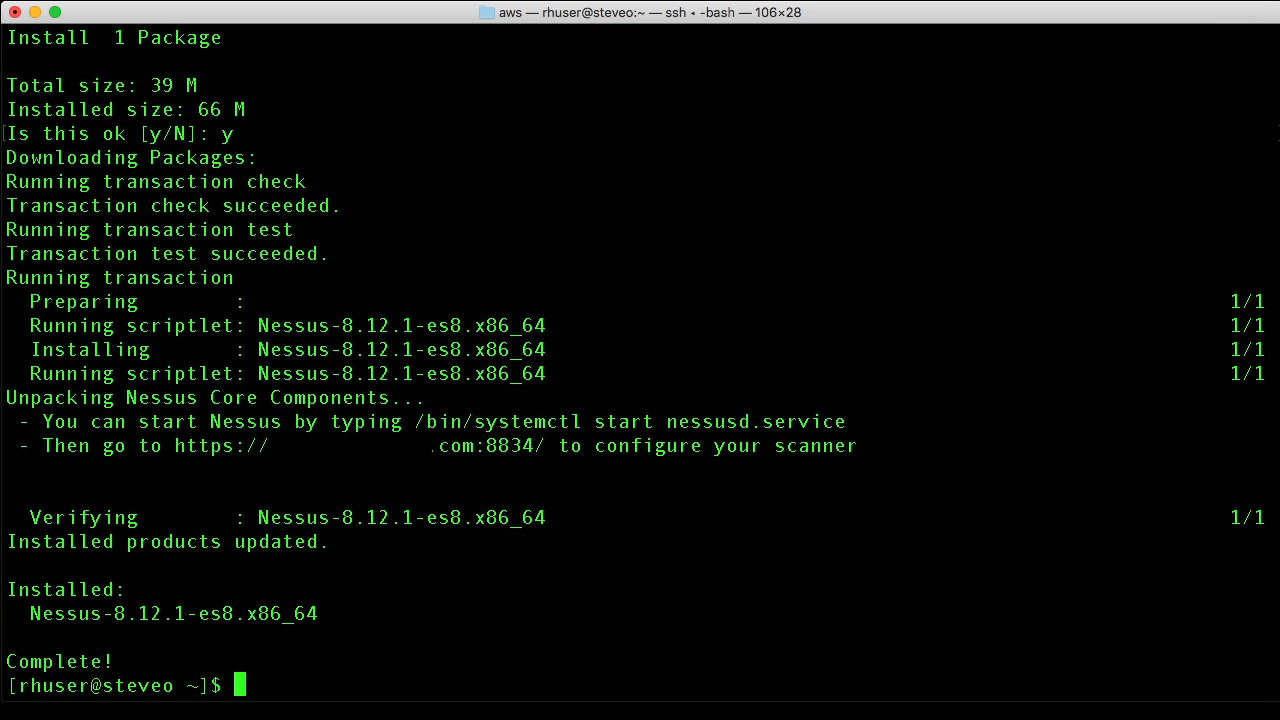 aws — rhuser@steveo:~ — ssh ◂ -bash — 106×28
Install  1 Package
Total size: 39 M
Installed size: 66 M
[Is this ok [y/N]: y
Downloading Packages:
Running transaction check
Transaction check succeeded.
Running transaction test
Transaction test succeeded.
Running transaction
  Preparing        :                                                                                   1/1
  Running scriptlet: Nessus-8.12.1-es8.x86_64                                                          1/1
  Installing       : Nessus-8.12.1-es8.x86_64                                                          1/1
  Running scriptlet: Nessus-8.12.1-es8.x86_64                                                          1/1
Unpacking Nessus Core Components...
 - You can start Nessus by typing /bin/systemctl start nessusd.service
 - Then go to https://              .com:8834/ to configure your scanner
  Verifying        : Nessus-8.12.1-es8.x86_64                                                          1/1
Installed products updated.
Installed:
  Nessus-8.12.1-es8.x86_64
Complete!
[rhuser@steveo ~]$